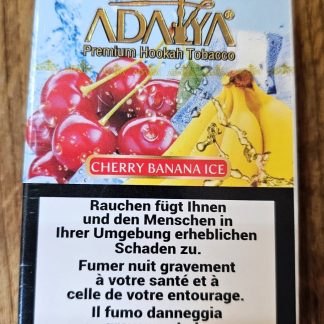 ADALYA®
Premium Hookah Tobacco
CHERRY BANANA ICE
Rauchen fügt Ihnen
und den Menschen in
Ihrer Umgebung erheblichen
Schaden zu.
Fumer nuit gravement
à votre santé et à
celle de votre entourage.
Il fumo danneggia